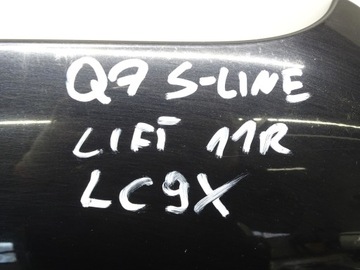 Q7 S-LINE
LIFT 11R
LC9X